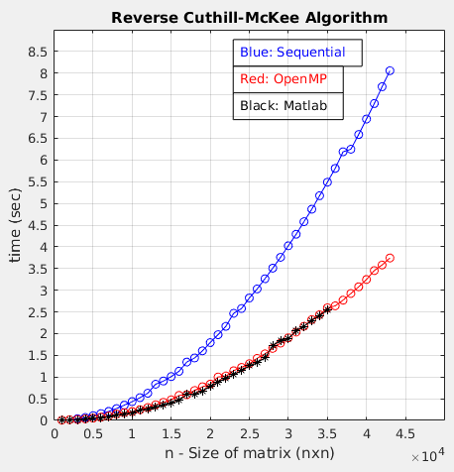 Reverse Cuthill-McKee Algorithm
Blue: Sequential
Red: OpenMP
Black: Matlab
time (sec)
8.5
8
7.5
7
6.5
6
5.5
5
4.5
4
3.5
3
2.5
2
1.5
1
0.5
0
0 0.5 1 1.5 2 2.5 3 3.5 4 4.5
n - Size of matrix (nxn)
×10⁴